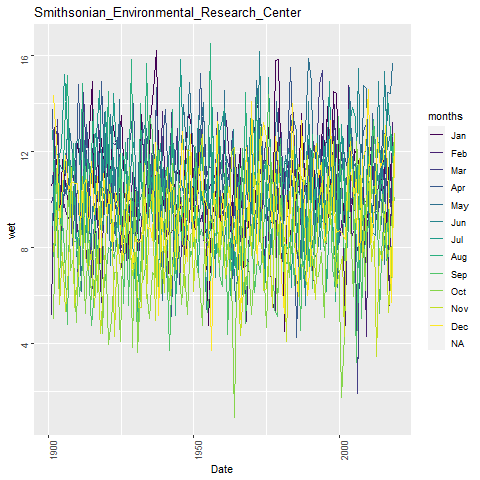 Smithsonian_Environmental_Research_Center
wet
16
12
8
4
1900
1950
2000
Date
months
Jan
Feb
Mar
Apr
May
Jun
Jul
Aug
Sep
Oct
Nov
Dec
NA